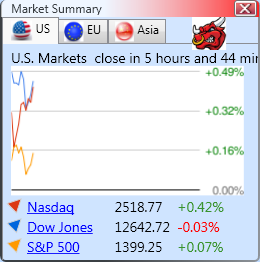 Market Summary
US EU Asia
U.S. Markets close in 5 hours and 44 min
+0.49%
+0.32%
+0.16%
0.00%
Nasdaq 2518.77 +0.42%
Dow Jones 12642.72 -0.03%
S&P 500 1399.25 +0.07%